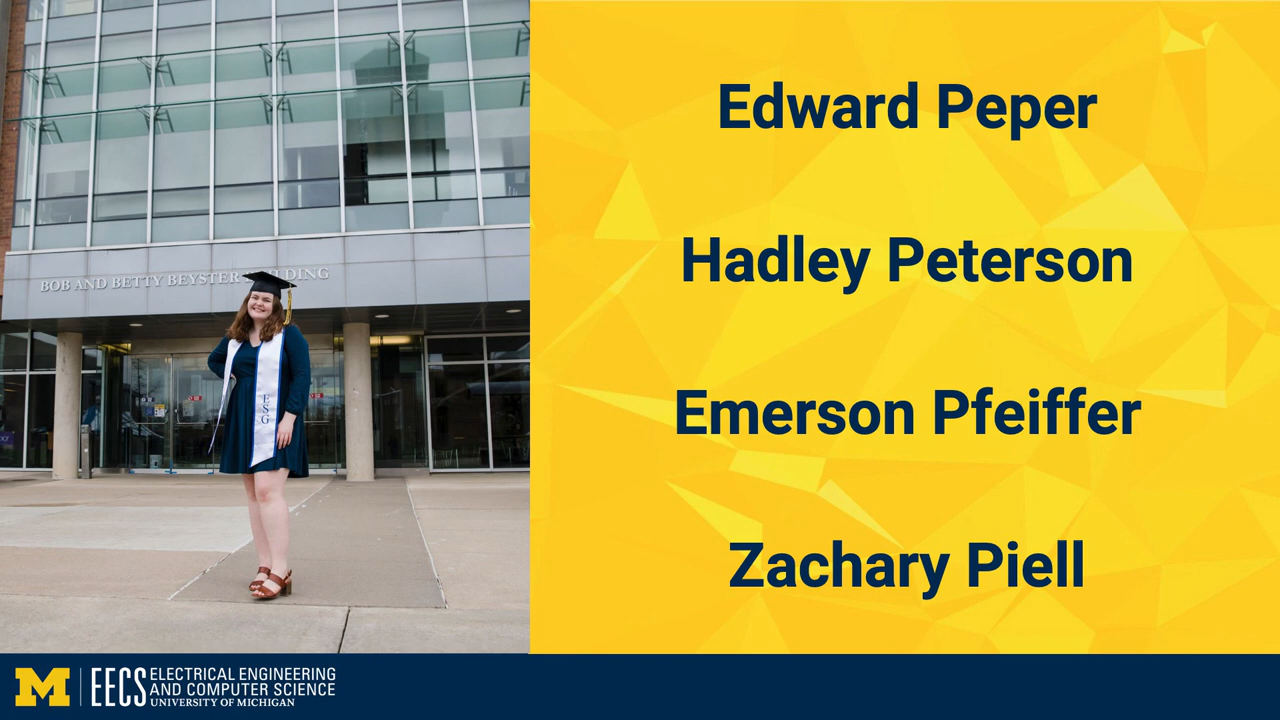 BOB AND BETTY BEYSTER BUILDING
ESG
Edward Peper
Hadley Peterson
Emerson Pfeiffer
Zachary Piell
M
EECS
ELECTRICAL ENGINEERING
AND COMPUTER SCIENCE
UNIVERSITY OF MICHIGAN